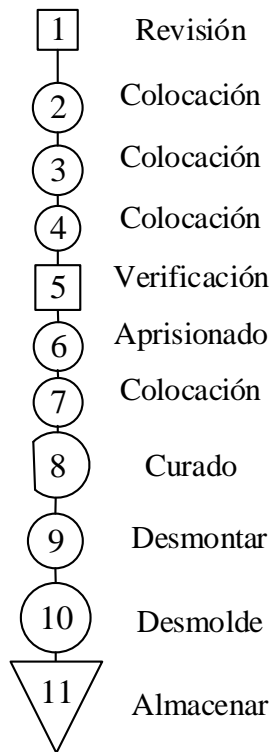 1 Revisión
2 Colocación
3 Colocación
4 Colocación
5 Verificación
6 Aprisionado
7 Colocación
8 Curado
9 Desmontar
10 Desmolde
11 Almacenar